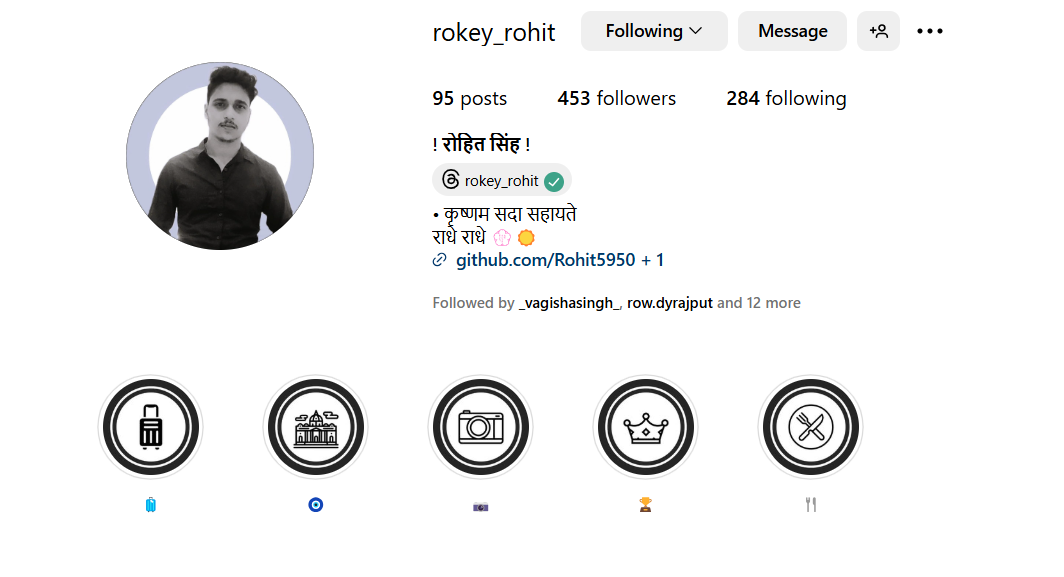 rokey_rohit Following Message
95 posts 453 followers 284 following
! रोहित सिंह !
rokey_rohit
• कृष्णम सदा सहायते
राधे राधे
github.com/Rohit5950 + 1
Followed by _vagishasingh_, row.dyrajput and 12 more